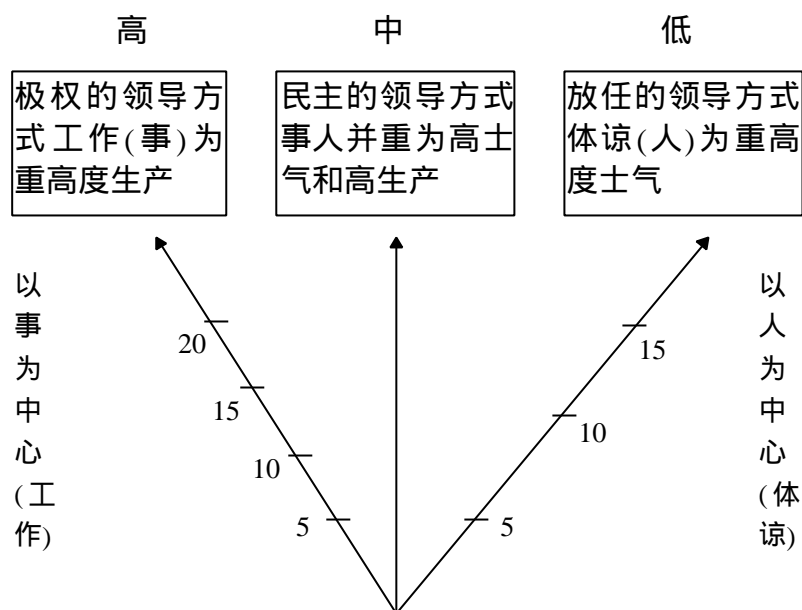 高 中 低
极权的领导方
式工作(事)为
重高度生产
民主的领导方式
事人并重为高士
气和高生产
放任的领导方式
体谅(人)为重高
度士气
以
事
为
中
心
(工
作)
20
15
10
5
15
10
5
以
人
为
中
心
(体
谅)